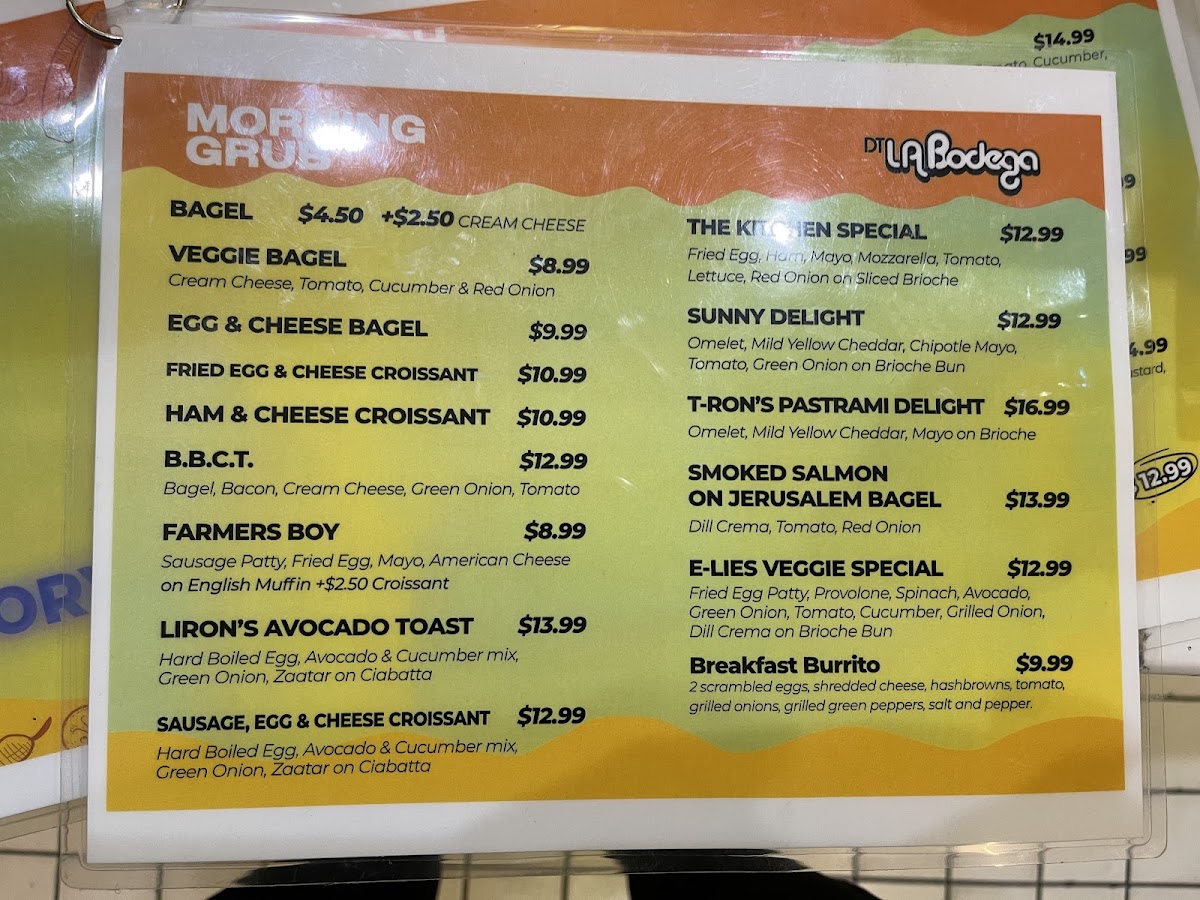 MORNING
GRUB
DTLA Bodega
BAGEL $4.50 +$2.50 CREAM CHEESE
VEGGIE BAGEL $8.99
Cream Cheese, Tomato, Cucumber & Red Onion
EGG & CHEESE BAGEL $9.99
FRIED EGG & CHEESE CROISSANT $10.99
HAM & CHEESE CROISSANT $10.99
B.B.C.T. $12.99
Bagel, Bacon, Cream Cheese, Green Onion, Tomato
FARMERS BOY $8.99
Sausage Patty, Fried Egg, Mayo, American Cheese
on English Muffin +$2.50 Croissant
LIRON'S AVOCADO TOAST $13.99
Hard Boiled Egg, Avocado & Cucumber mix,
Green Onion, Zaatar on Ciabatta
SAUSAGE, EGG & CHEESE CROISSANT $12.99
Hard Boiled Egg, Avocado & Cucumber mix,
Green Onion, Zaatar on Ciabatta
THE KITCHEN SPECIAL $12.99
Fried Egg, Ham, Mayo, Mozzarella, Tomato,
Lettuce, Red Onion on Sliced Brioche
SUNNY DELIGHT $12.99
Omelet, Mild Yellow Cheddar, Chipotle Mayo,
Tomato, Green Onion on Brioche Bun
T-RON'S PASTRAMI DELIGHT $16.99
Omelet, Mild Yellow Cheddar, Mayo on Brioche
SMOKED SALMON
ON JERUSALEM BAGEL $13.99
Dill Crema, Tomato, Red Onion
E-LIES VEGGIE SPECIAL $12.99
Fried Egg Patty, Provolone, Spinach, Avocado,
Green Onion, Tomato, Cucumber, Grilled Onion,
Dill Crema on Brioche Bun
Breakfast Burrito $9.99
2 scrambled eggs, shredded cheese, hashbrowns, tomato,
grilled onions, grilled green peppers, salt and pepper.
$14.99
Cucumber,
12.99